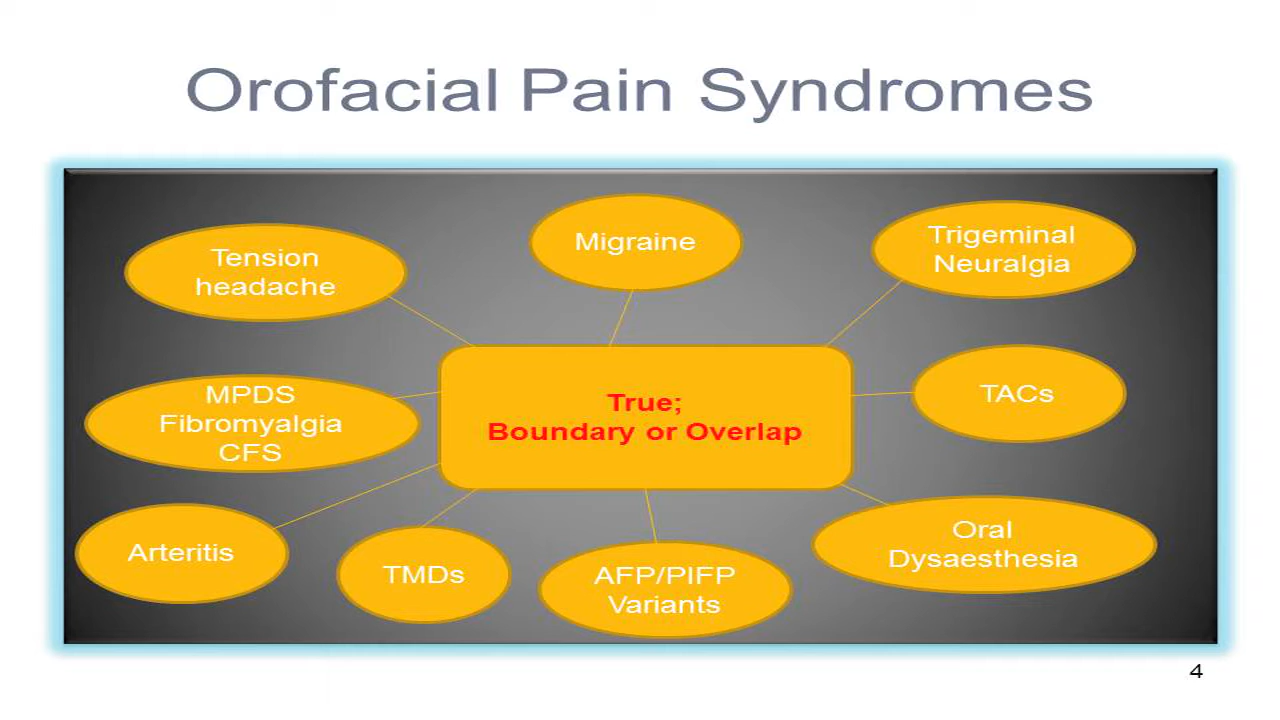 Orofacial Pain Syndromes
Tension
headache
Migraine
Trigeminal
Neuralgia
MPDS
Fibromyalgia
CFS
True;
Boundary or Overlap
TACs
Arteritis
TMDs
AFP/PIFP
Variants
Oral
Dysaesthesia
4